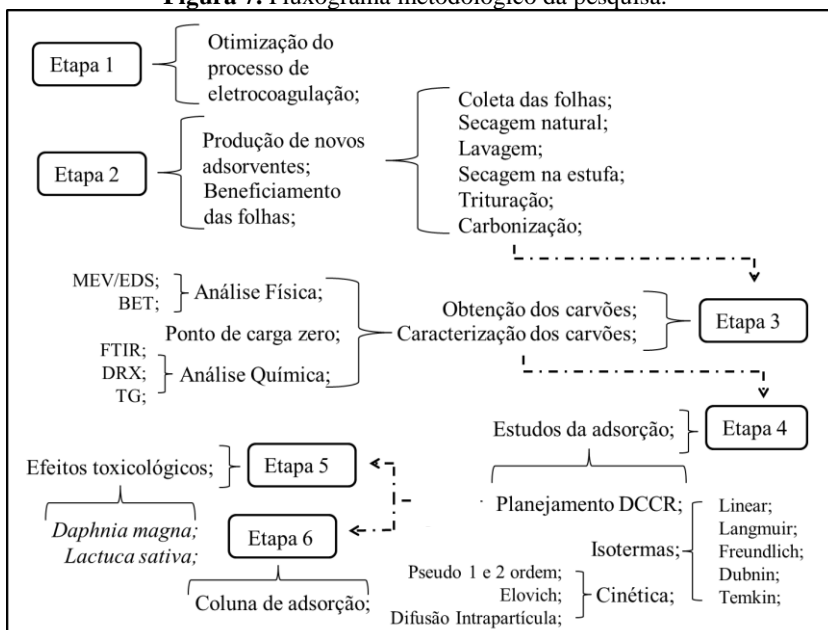 Figura 7. Fluxograma metodológico da pesquisa.
Etapa 1
Otimização do
processo de
eletrocoagulação;
Etapa 2
Produção de novos
adsorventes;
Beneficiamento
das folhas;
Coleta das folhas;
Secagem natural;
Lavagem;
Secagem na estufa;
Trituração;
Carbonização;
Etapa 3
Obtenção dos carvões;
Caracterização dos carvões;
Análise Física;
MEV/EDS;
BET;
Ponto de carga zero;
Análise Química;
FTIR;
DRX;
TG;
Etapa 4
Estudos da adsorção;
Planejamento DCCR;
Isotermas;
Linear;
Langmuir;
Freundlich;
Dubnin;
Temkin;
Cinética;
Pseudo 1 e 2 ordem;
Elovich;
Difusão Intrapartícula;
Etapa 5
Efeitos toxicológicos;
Daphnia magna;
Lactuca sativa;
Etapa 6
Coluna de adsorção;